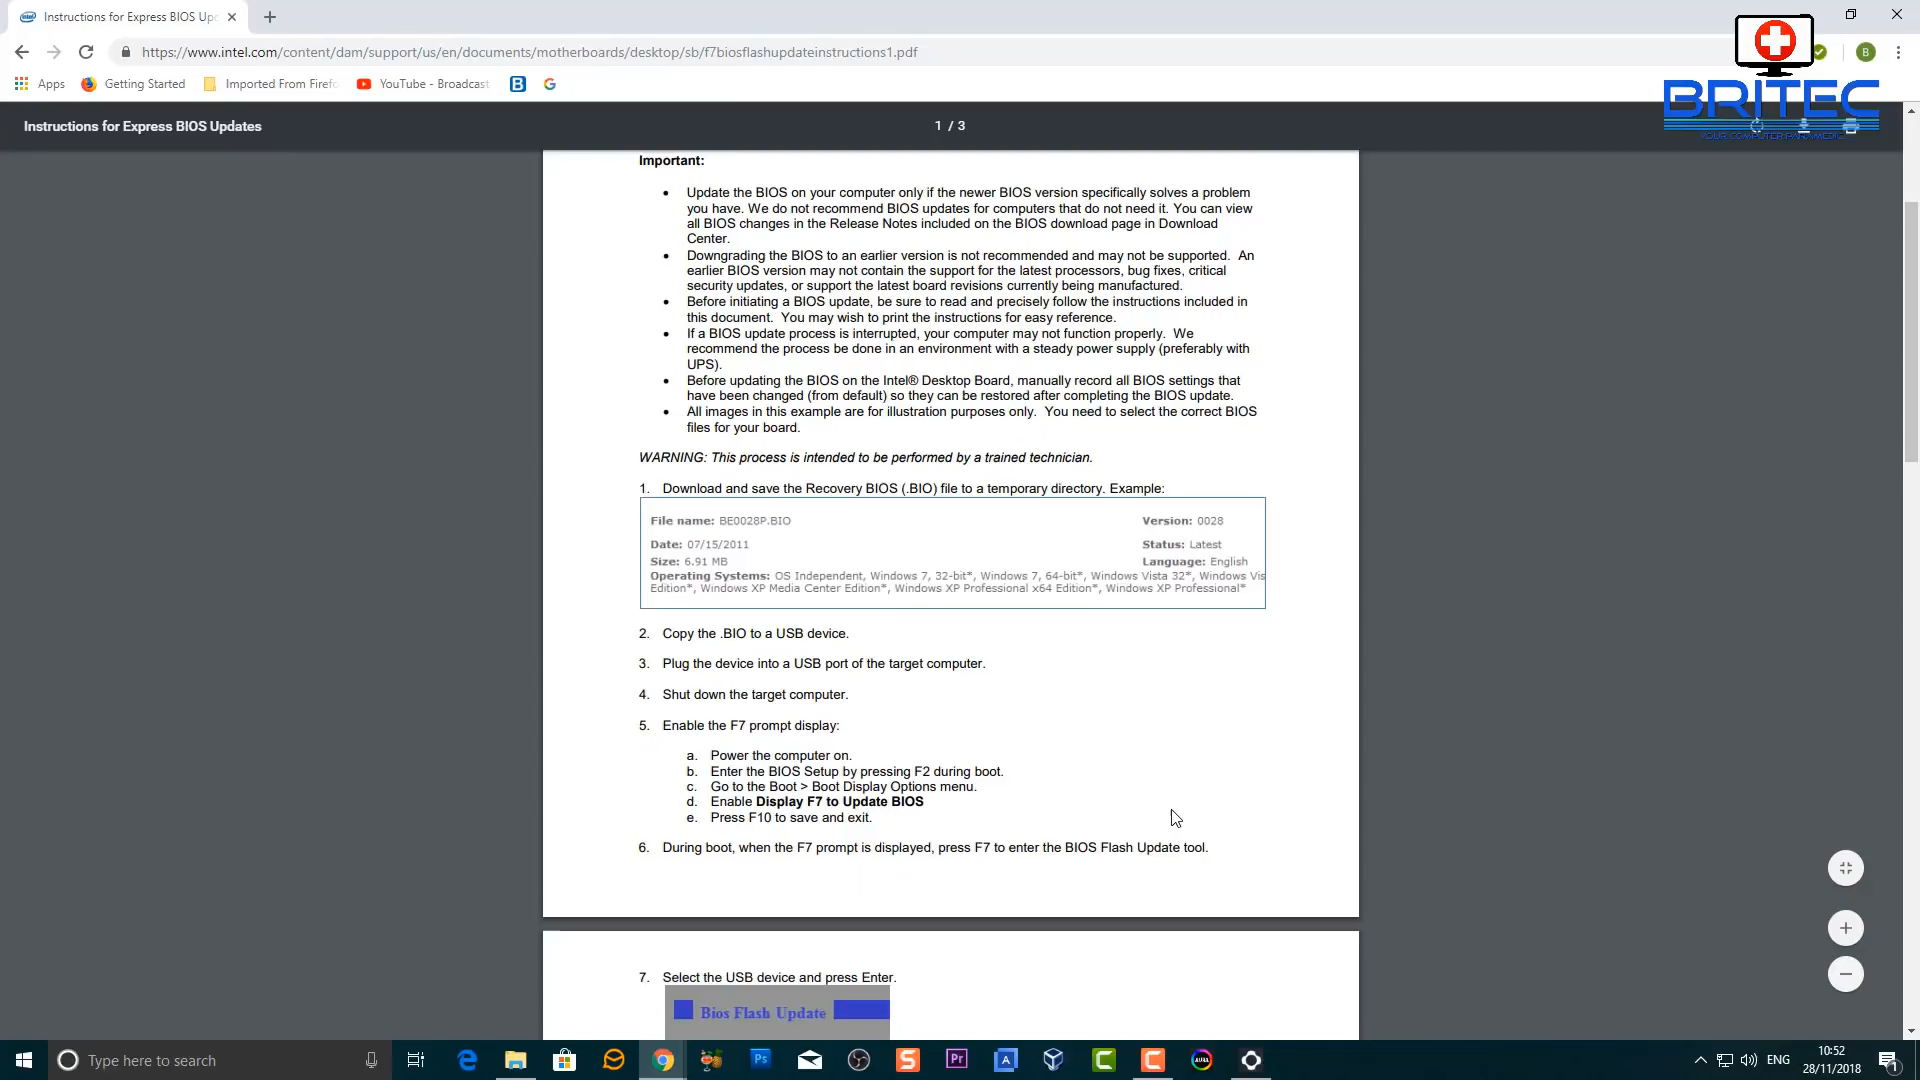 Instructions for Express BIOS Upd
https://www.intel.com/content/dam/support/us/en/documents/motherboards/desktop/sb/f7biosflashupdateinstructions1.pdf
B
Apps
Getting Started
Imported From Firefo
YouTube - Broadcast
B
G
BRITEC
YOUR COMPUTER PARAMEDIC
Instructions for Express BIOS Updates
1 / 3
Important:
• Update the BIOS on your computer only if the newer BIOS version specifically solves a problem
you have. We do not recommend BIOS updates for computers that do not need it. You can view
all BIOS changes in the Release Notes included on the BIOS download page in Download
Center.
• Downgrading the BIOS to an earlier version is not recommended and may not be supported. An
earlier BIOS version may not contain the support for the latest processors, bug fixes, critical
security updates, or support the latest board revisions currently being manufactured.
• Before initiating a BIOS update, be sure to read and precisely follow the instructions included in
this document. You may wish to print the instructions for easy reference.
• If a BIOS update process is interrupted, your computer may not function properly. We
recommend the process be done in an environment with a steady power supply (preferably with
UPS).
• Before updating the BIOS on the Intel® Desktop Board, manually record all BIOS settings that
have been changed (from default) so they can be restored after completing the BIOS update.
• All images in this example are for illustration purposes only. You need to select the correct BIOS
files for your board.
WARNING: This process is intended to be performed by a trained technician.
1. Download and save the Recovery BIOS (.BIO) file to a temporary directory. Example:
File name: BE0028P.BIO Version: 0028
Date: 07/15/2011 Status: Latest
Size: 6.91 MB Language: English
Operating Systems: OS Independent, Windows 7, 32-bit*, Windows 7, 64-bit*, Windows Vista 32*, Windows Vis
Edition*, Windows XP Media Center Edition*, Windows XP Professional x64 Edition*, Windows XP Professional*
2. Copy the .BIO to a USB device.
3. Plug the device into a USB port of the target computer.
4. Shut down the target computer.
5. Enable the F7 prompt display:
a. Power the computer on.
b. Enter the BIOS Setup by pressing F2 during boot.
c. Go to the Boot > Boot Display Options menu.
d. Enable Display F7 to Update BIOS
e. Press F10 to save and exit.
6. During boot, when the F7 prompt is displayed, press F7 to enter the BIOS Flash Update tool.
7. Select the USB device and press Enter.
Bios Flash Update
Type here to search
Ps
S
Pr
A
C
C
ENG
10:52
28/11/2018
1